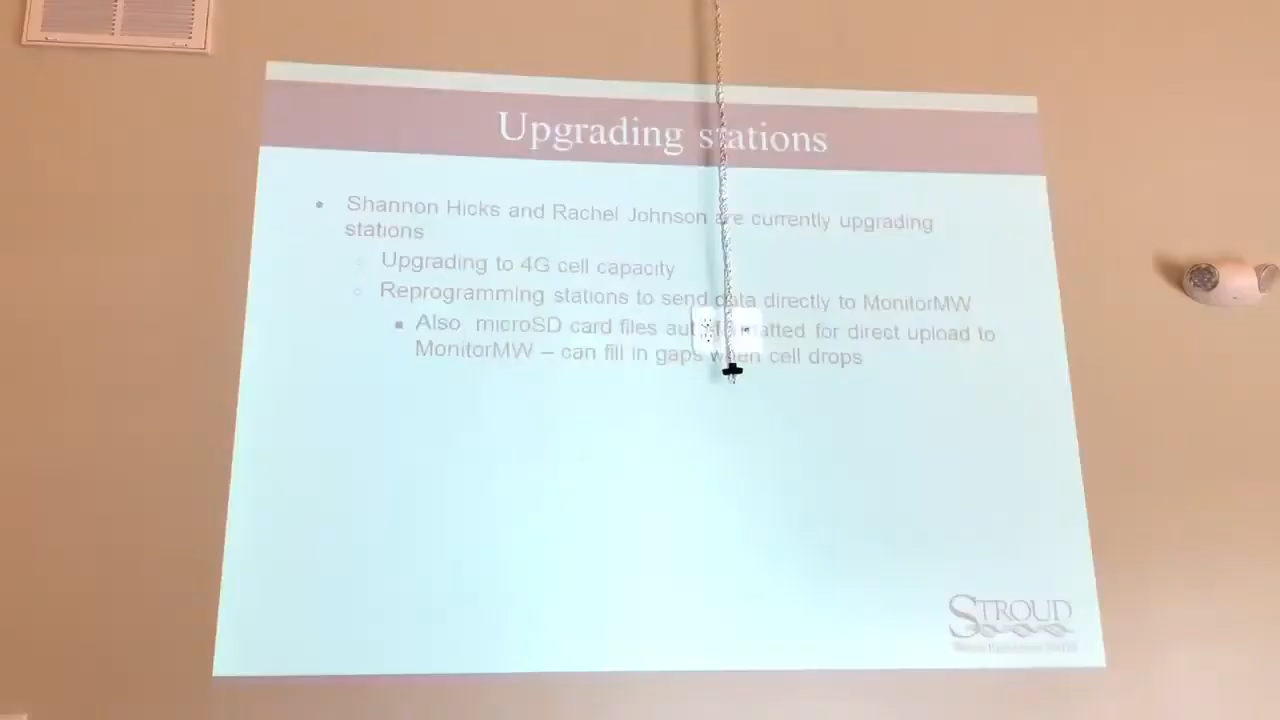 Upgrading stations
• Shannon Hicks and Rachel Johnson are currently upgrading
stations
○ Upgrading to 4G cell capacity
○ Reprogramming stations to send data directly to MonitorMW
▪ Also microSD card files for direct upload to
MonitorMW – can fill in gaps when cell drops
STROUD